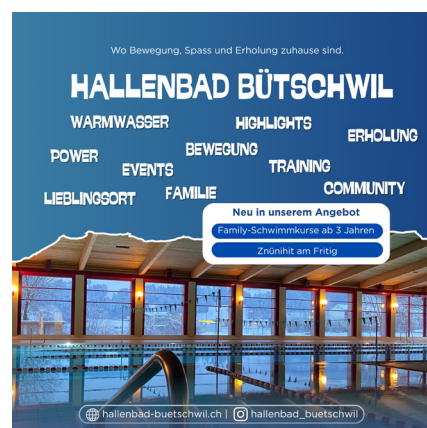 Wo Bewegung, Spass und Erholung zuhause sind.
HALLENBAD BÜTSCHWIL
WARMWASSER
HIGHLIGHTS
ERHOLUNG
POWER
BEWEGUNG
EVENTS
TRAINING
LIEBLINGSORT
FAMILIE
COMMUNITY
Neu in unserem Angebot
Family-Schwimmkurse ab 3 Jahren
Znünihit am Fritig
hallenbad-buetschwil.ch | hallenbad_buetschwil